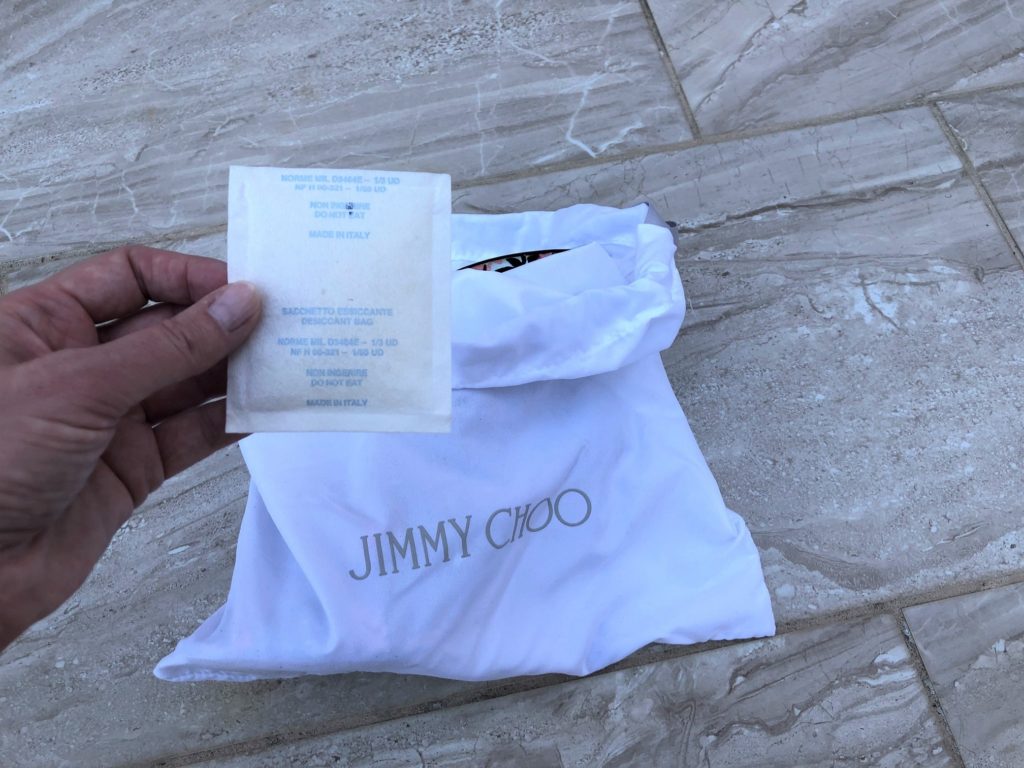 NORME MIL D3464E - 1/3 UD
NF H 00-321 - 1/55 UD
NON INGERIRE
DO NOT EAT
MADE IN ITALY
SACCHETTO ESSICCANTE
DESICCANT BAG
NORME MIL. D3464E - 1/3 UD
NF H 00-321 - 1/55 UD
NON INGERIRE
DO NOT EAT
MADE IN ITALY
JIMMY CHOO